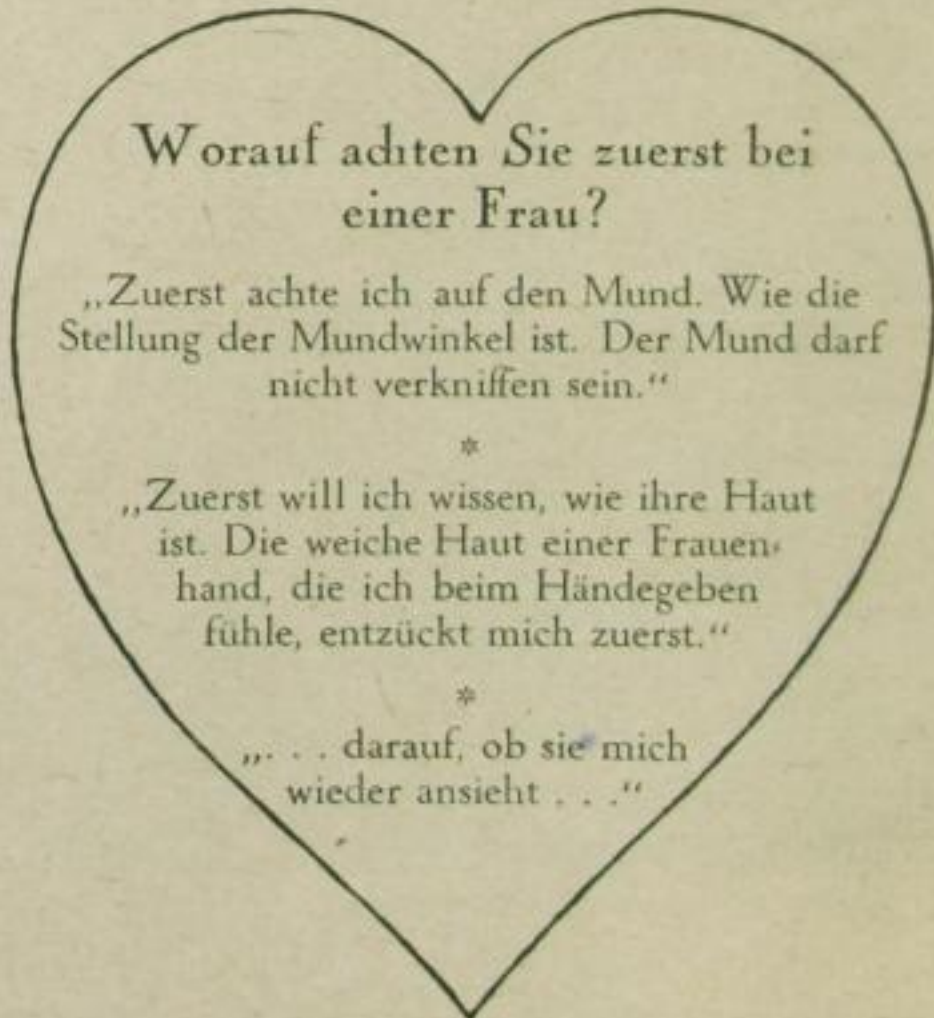 Worauf achten Sie zuerst bei
einer Frau?
„Zuerst achte ich auf den Mund. Wie die
Stellung der Mundwinkel ist. Der Mund darf
nicht verkniffen sein.“
*
„Zuerst will ich wissen, wie ihre Haut
ist. Die weiche Haut einer Frauen-
hand, die ich beim Händegeben
fühle, entzückt mich zuerst.“
*
„. . . darauf, ob sie mich
wieder ansieht . . .“